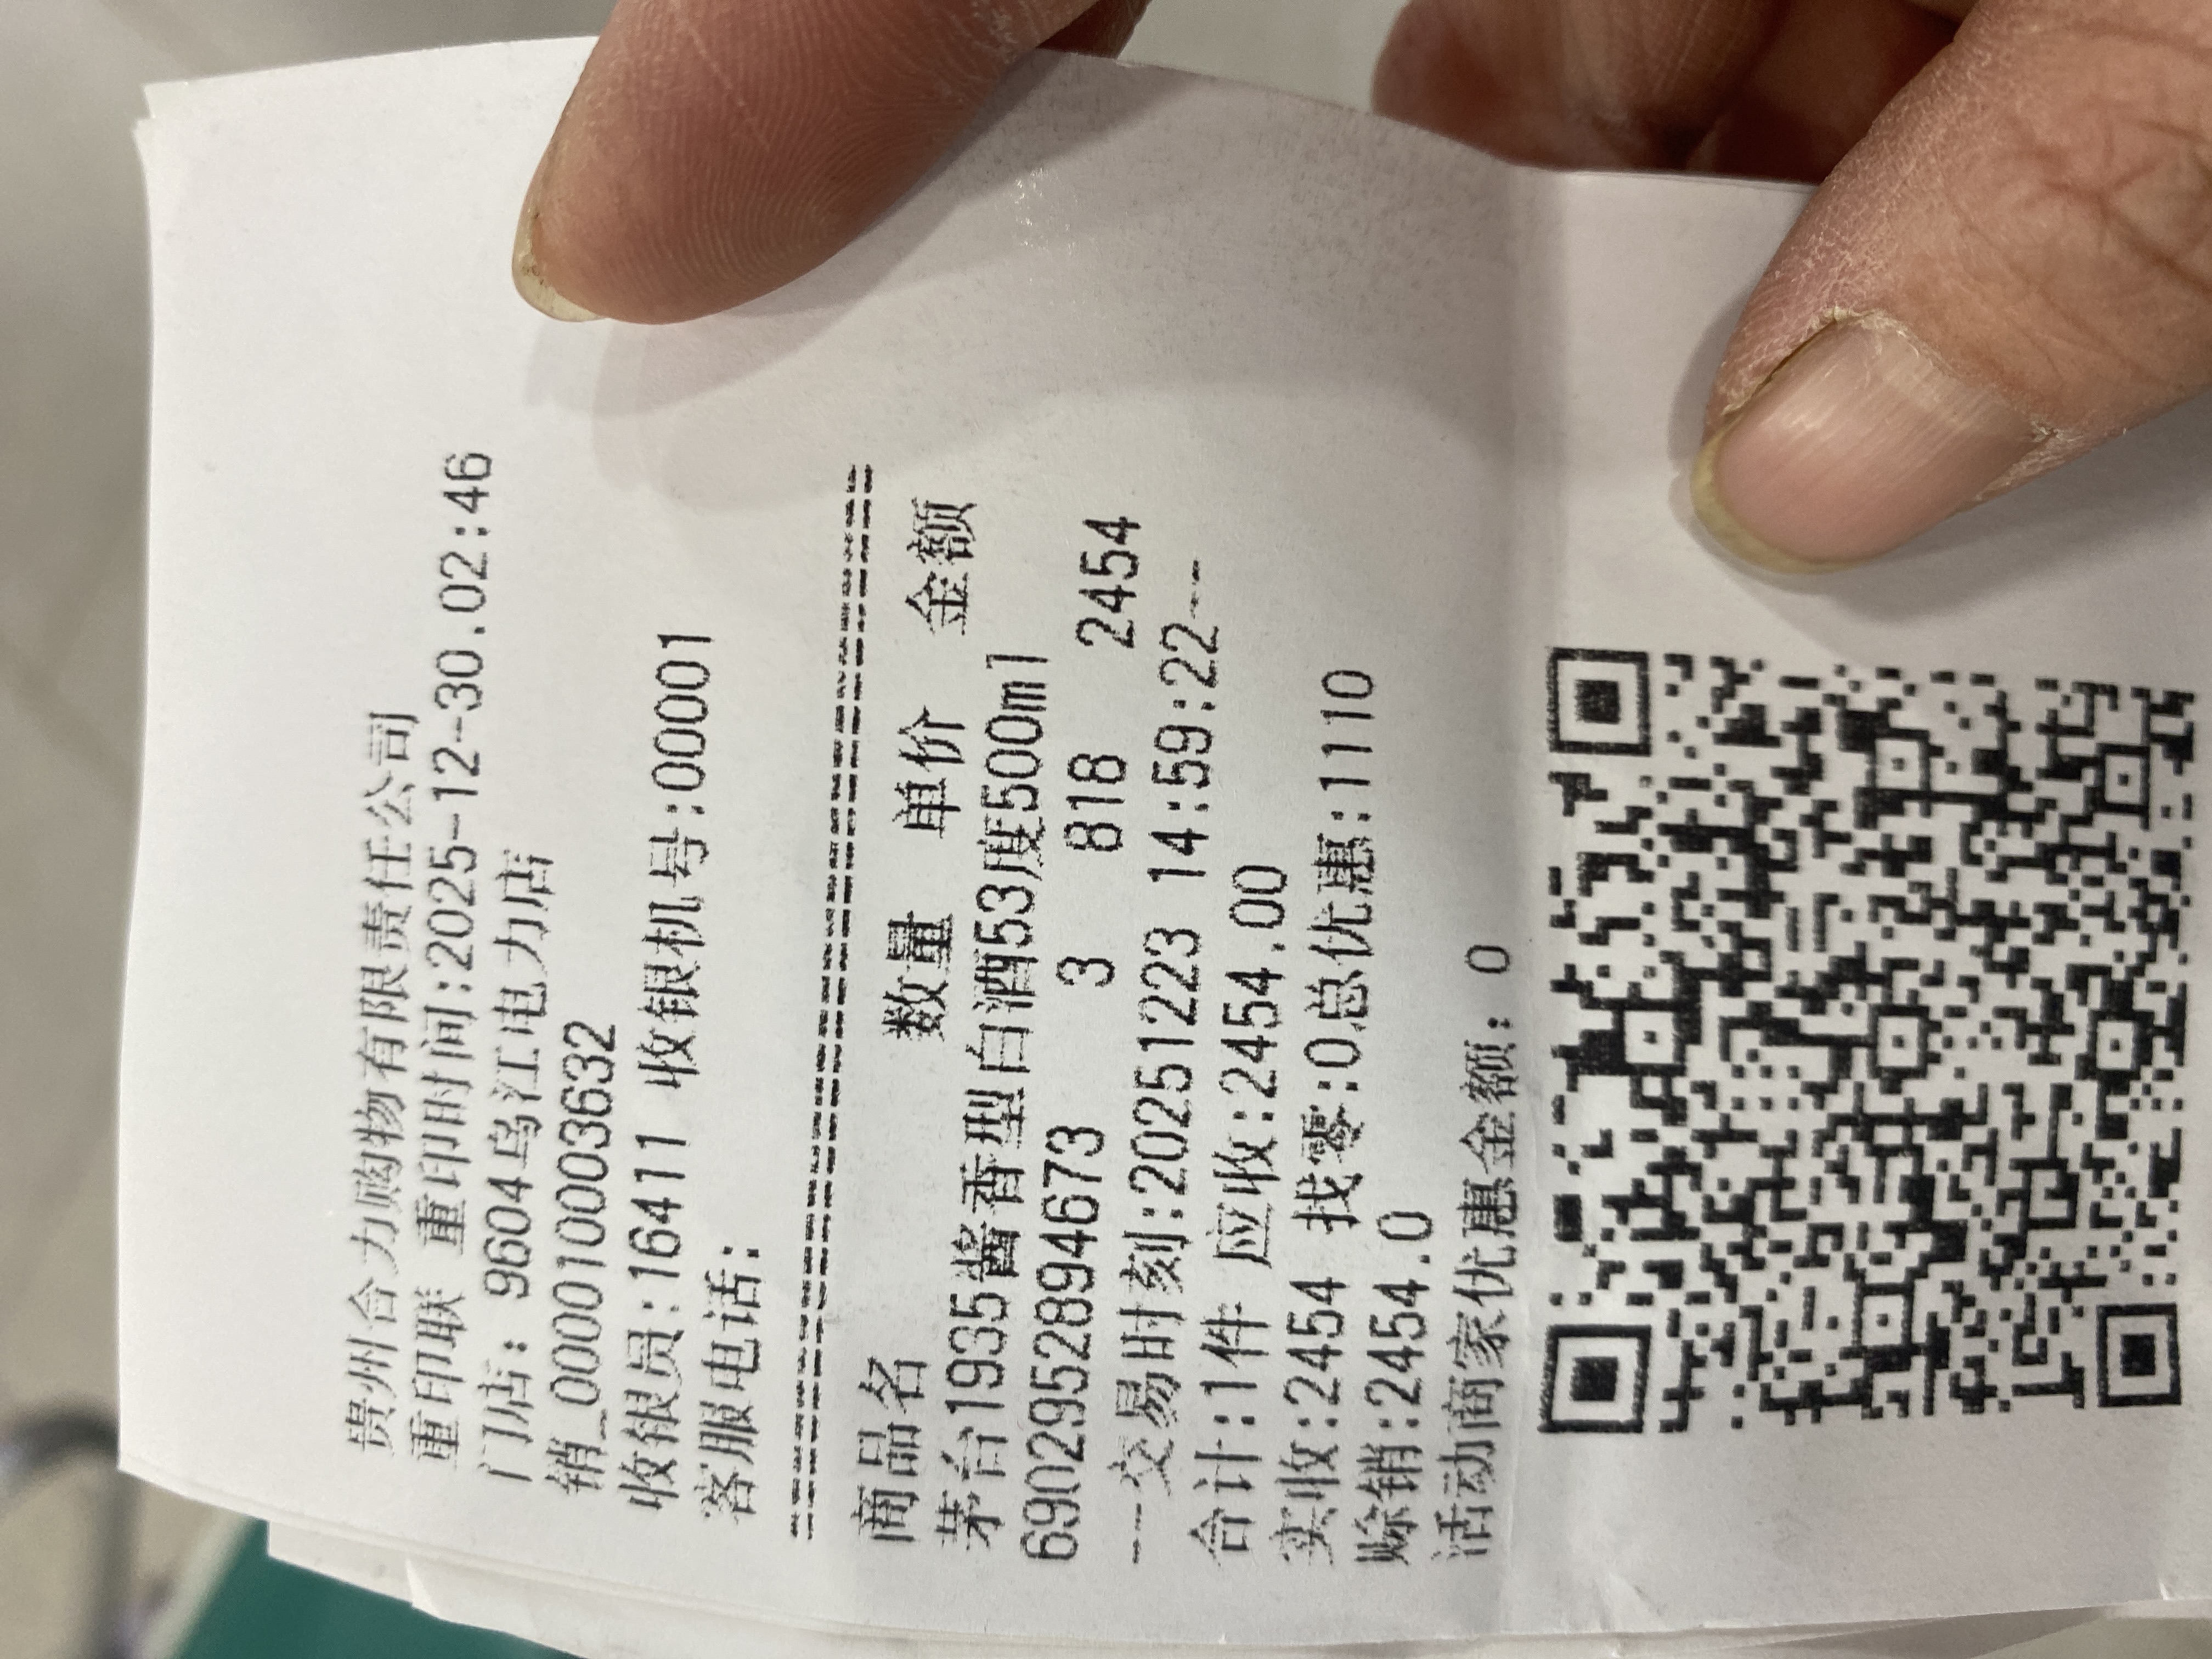 贵州合力购物有限责任公司
重印联 重印时间:2025-12-30.02:46
门店: 9604乌江电力店
销_00001000003632
收银员:16411 收银机号:00001
客服电话:
==========================================
商品名 数量 单价 金额
茅台1935酱香型白酒53度500ml
6902952894673 3 818 2454
---交易时刻:20251223 14:59:22---
合计:1件 应收:2454.00
实收:2454 找零:0总优惠:1110
赊销:2454.0
活动商家优惠金额: 0